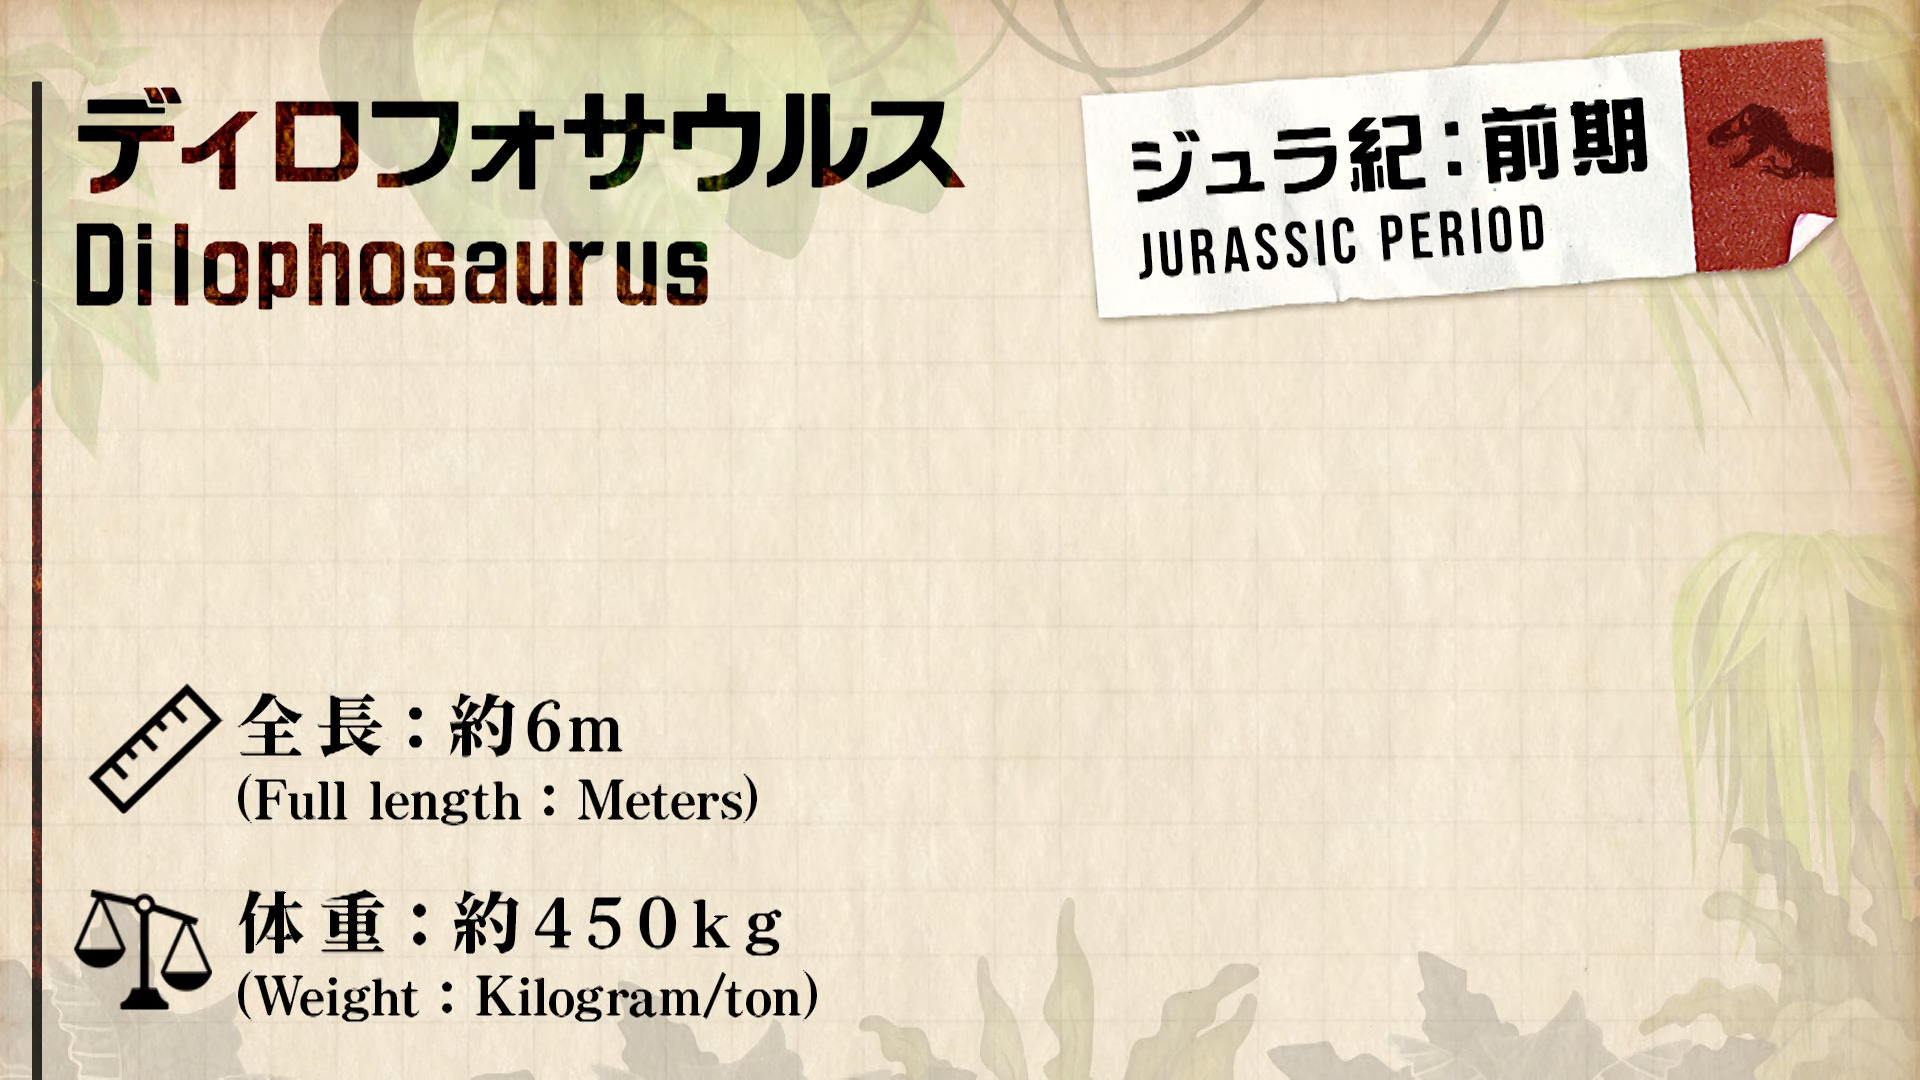 ディロフォサウルス
Dilophosaurus
ジュラ紀：前期
JURASSIC PERIOD
全長：約6m
(Full length：Meters)
体重：約450kg
(Weight：Kilogram/ton)